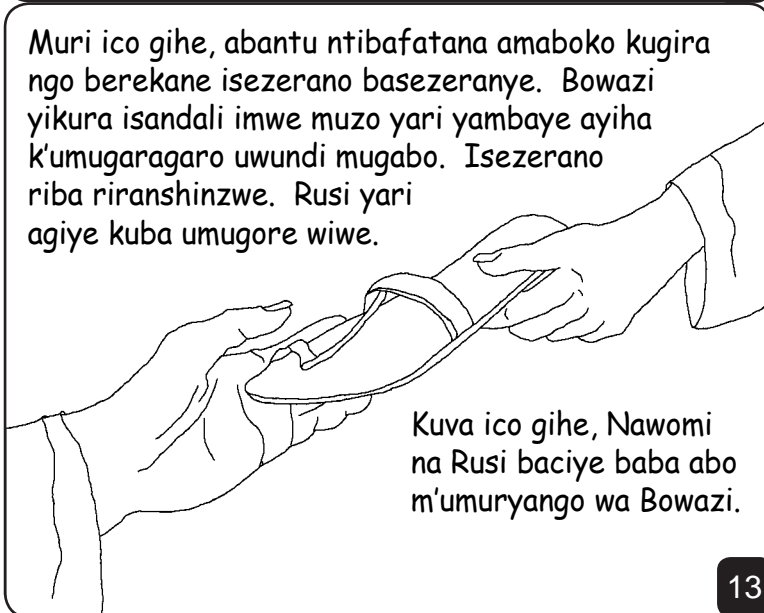 Muri ico gihe, abantu ntibafatana amaboko kugira
ngo berekane isezerano basezeranye. Bowazi
yikura isandali imwe muzo yari yambaye ayiha
k'umugaragaro uwundi mugabo. Isezerano
riba riranshinzwe. Rusi yari
agiye kuba umugore wiwe.
Kuva ico gihe, Nawomi
na Rusi baciye baba abo
m'umuryango wa Bowazi.
13